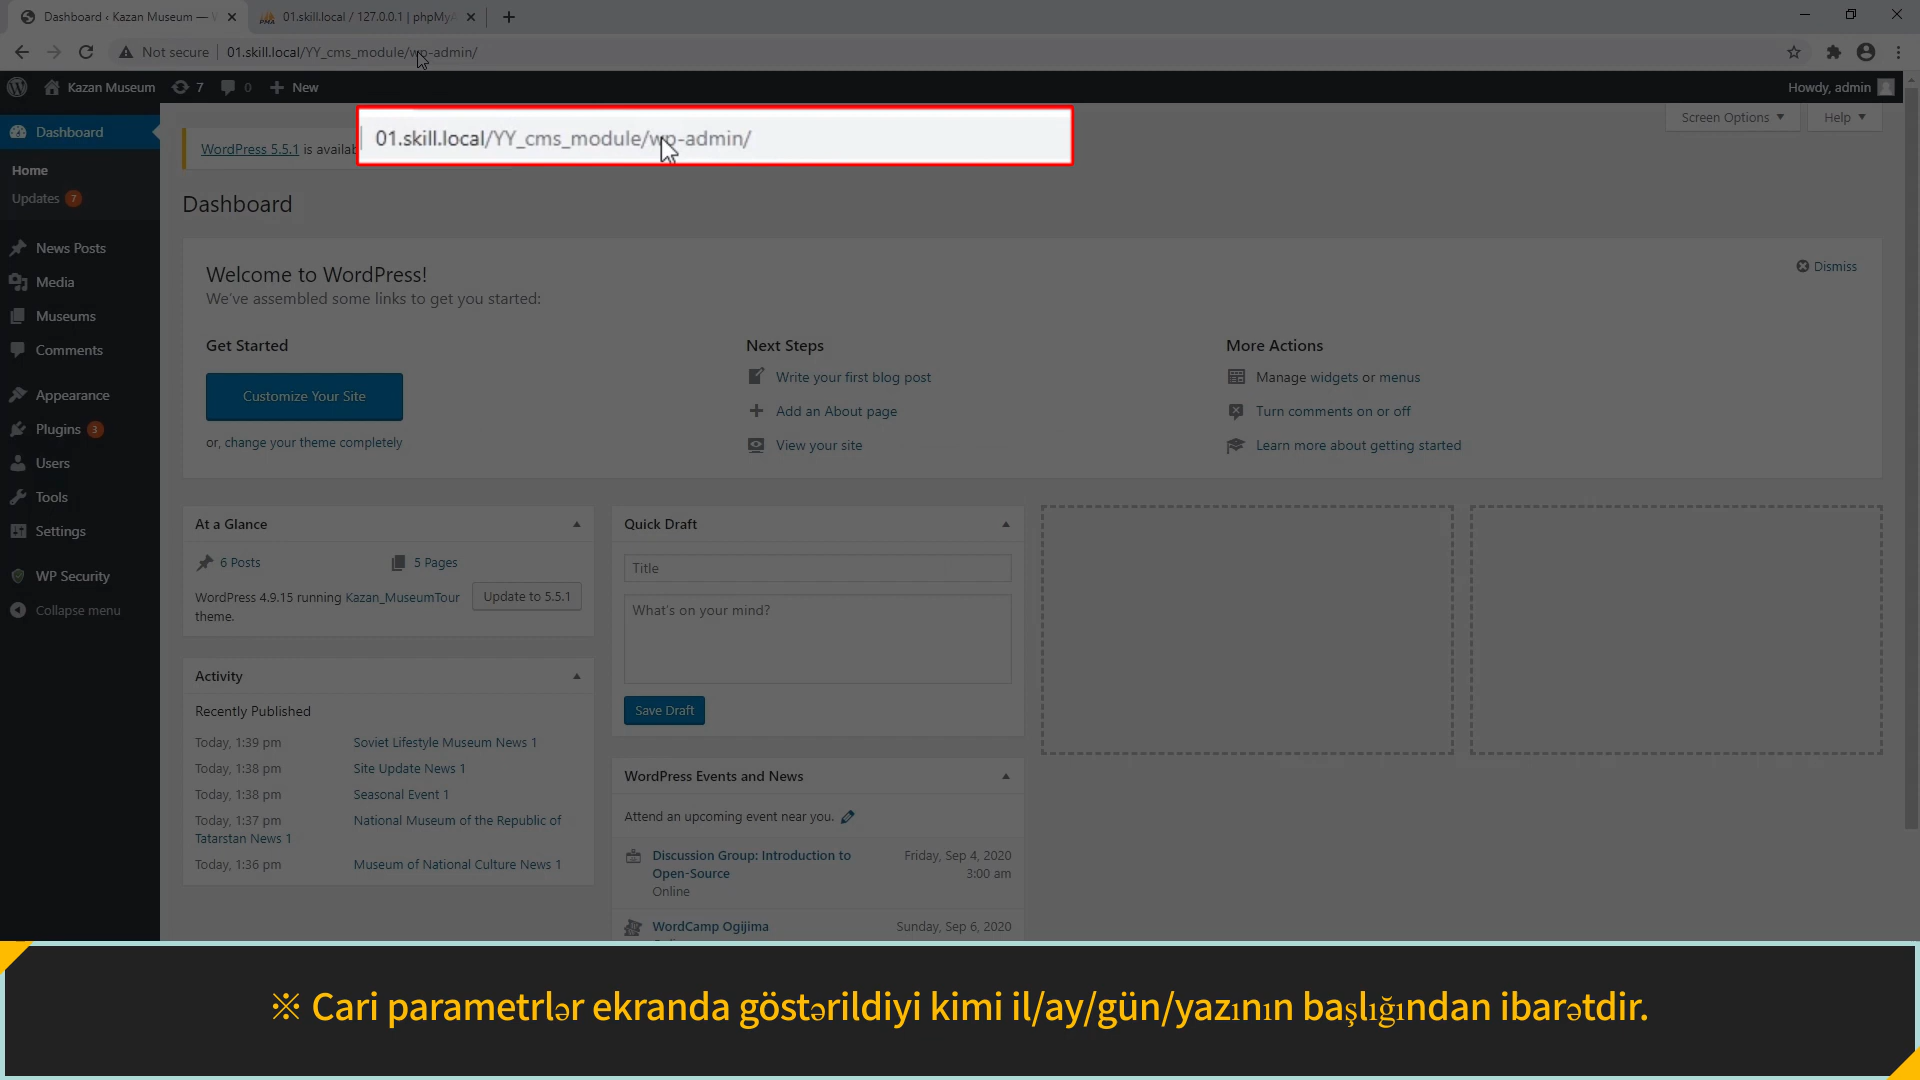 Dashboard ‹ Kazan Museum —
01.skill.local / 127.0.0.1 | phpMyA
Not secure
01.skill.local/YY_cms_module/wp-admin/
Kazan Museum
7
0
New
Howdy, admin
01.skill.local/YY_cms_module/wp-admin/
Screen Options
Help
Dashboard
WordPress 5.5.1 is availab
Home
Updates 7
Dashboard
News Posts
Media
Museums
Comments
Appearance
Plugins 3
Users
Tools
Settings
WP Security
Collapse menu
Welcome to WordPress!
We've assembled some links to get you started:
Dismiss
Get Started
Customize Your Site
or, change your theme completely
Next Steps
Write your first blog post
Add an About page
View your site
More Actions
Manage widgets or menus
Turn comments on or off
Learn more about getting started
At a Glance
6 Posts
5 Pages
WordPress 4.9.15 running Kazan_MuseumTour
theme.
Update to 5.5.1
Activity
Recently Published
Today, 1:39 pm Soviet Lifestyle Museum News 1
Today, 1:38 pm Site Update News 1
Today, 1:38 pm Seasonal Event 1
Today, 1:37 pm National Museum of the Republic of
Tatarstan News 1
Today, 1:36 pm Museum of National Culture News 1
Quick Draft
Title
What's on your mind?
Save Draft
WordPress Events and News
Attend an upcoming event near you.
Discussion Group: Introduction to Friday, Sep 4, 2020
Open-Source 3:00 am
Online
WordCamp Ogijima Sunday, Sep 6, 2020
※ Cari parametrlər ekranda göstərildiyi kimi il/ay/gün/yazının başlığından ibarətdir.